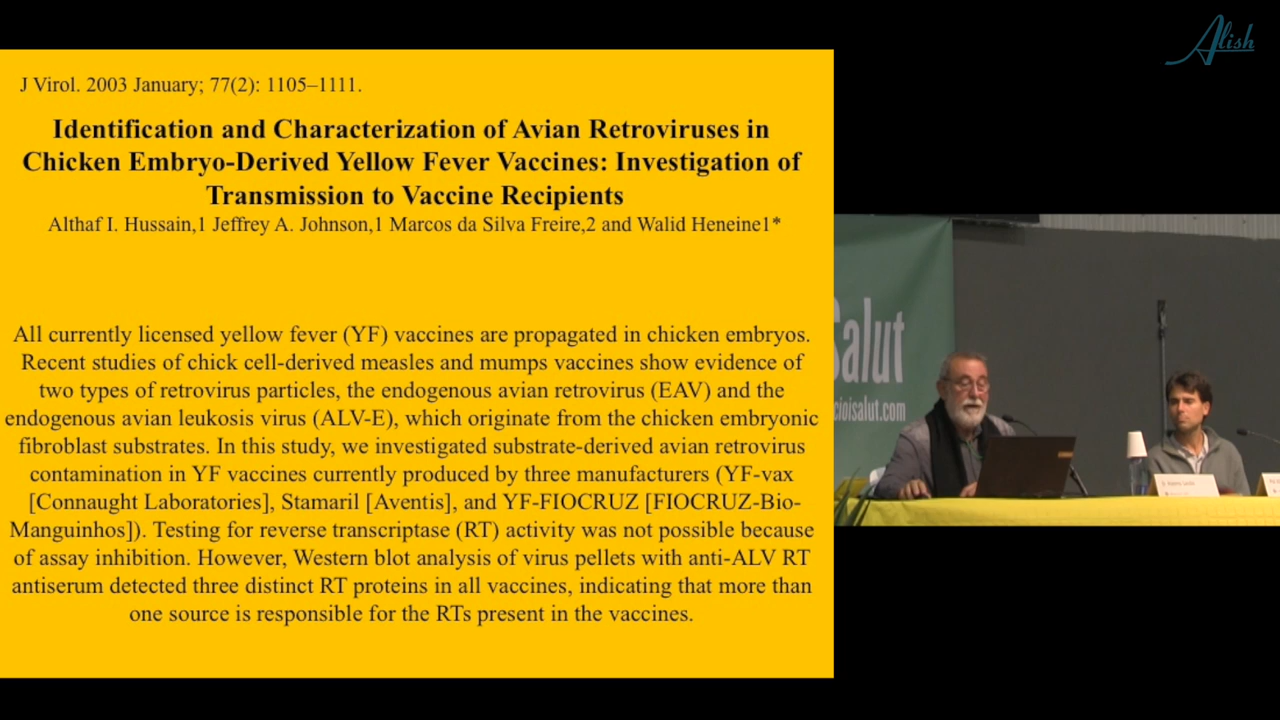 Alish
J Virol. 2003 January; 77(2): 1105–1111.
Identification and Characterization of Avian Retroviruses in
Chicken Embryo-Derived Yellow Fever Vaccines: Investigation of
Transmission to Vaccine Recipients
Althaf I. Hussain,1 Jeffrey A. Johnson,1 Marcos da Silva Freire,2 and Walid Heneine1*
All currently licensed yellow fever (YF) vaccines are propagated in chicken embryos.
Recent studies of chick cell-derived measles and mumps vaccines show evidence of
two types of retrovirus particles, the endogenous avian retrovirus (EAV) and the
endogenous avian leukosis virus (ALV-E), which originate from the chicken embryonic
fibroblast substrates. In this study, we investigated substrate-derived avian retrovirus
contamination in YF vaccines currently produced by three manufacturers (YF-vax
[Connaught Laboratories], Stamaril [Aventis], and YF-FIOCRUZ [FIOCRUZ-Bio-
Manguinhos]). Testing for reverse transcriptase (RT) activity was not possible because
of assay inhibition. However, Western blot analysis of virus pellets with anti-ALV RT
antiserum detected three distinct RT proteins in all vaccines, indicating that more than
one source is responsible for the RTs present in the vaccines.
Salut
cioisalut.com